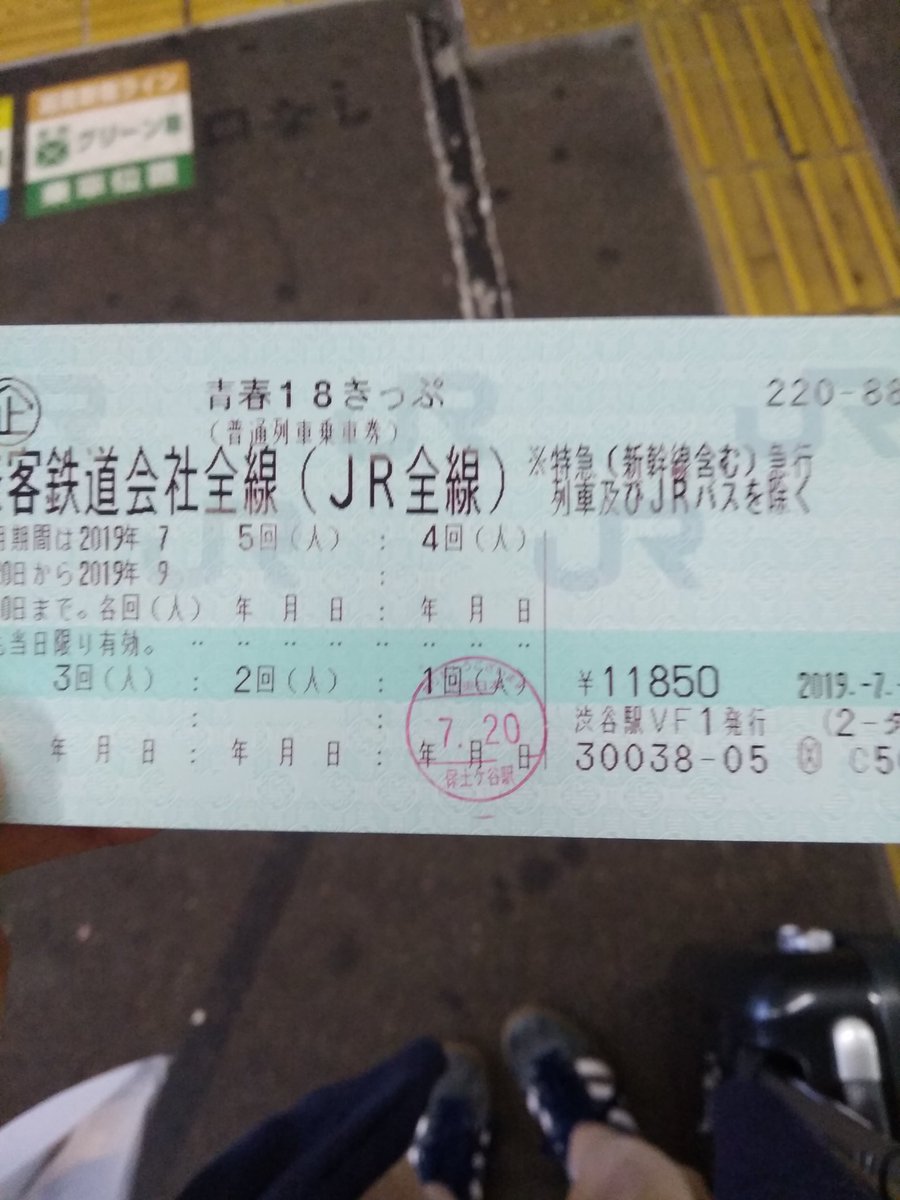 グリーン車
乗車位置
企
青春18きっぷ
220-88
(普通列車乗車券)
客鉄道会社全線(JR全線)
※特急(新幹線含む)急行
列車及びJRバスを除く
期間は2019年 7 5回(人) : 4回(人)
20日から2019年 9 :
0日まで。各回(人) 年 月 日 : 年 月 日
当日限り有効。
3回(人) : 2回(人) : 1回(人)
¥11850 2019.-7.-
7.20
渋谷駅VF1発行 (2-タ
年 月 日 : 年 月 日 : 年 月 日
保土ケ谷駅
30038-05 C50